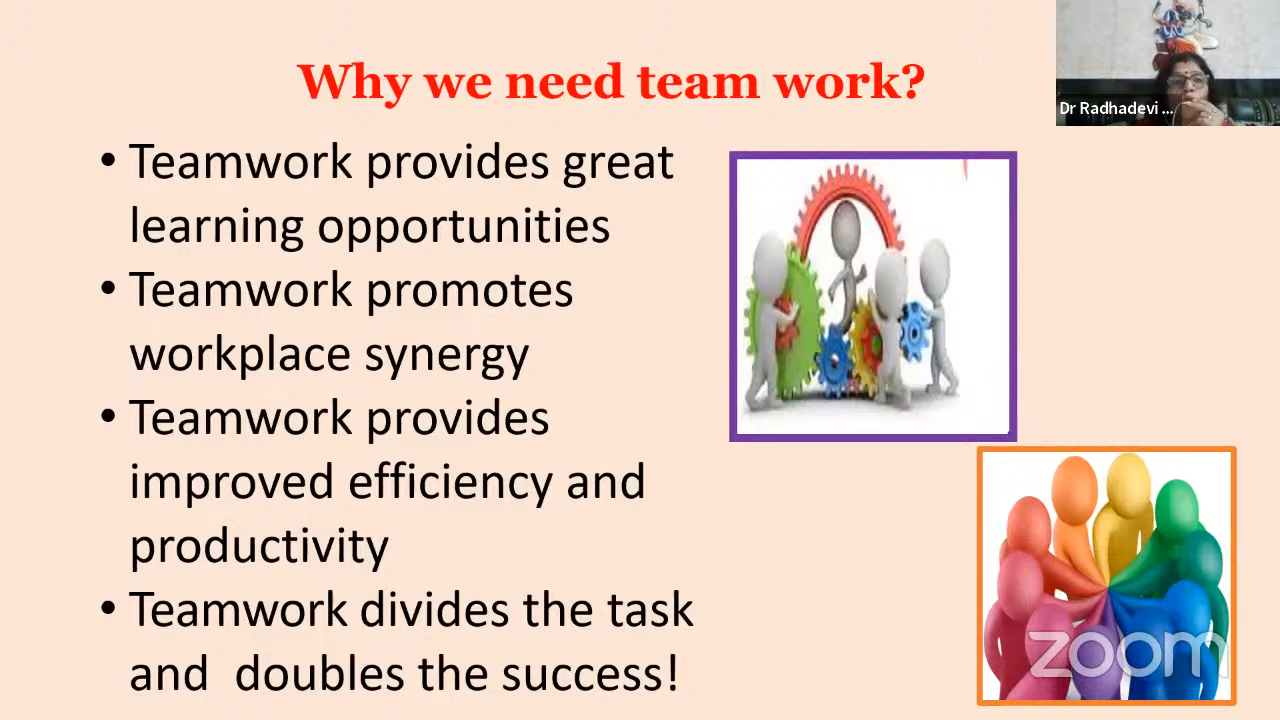 Why we need team work?
Dr Radhadevi ...
• Teamwork provides great
learning opportunities
• Teamwork promotes
workplace synergy
• Teamwork provides
improved efficiency and
productivity
• Teamwork divides the task
and  doubles the success!
zoom